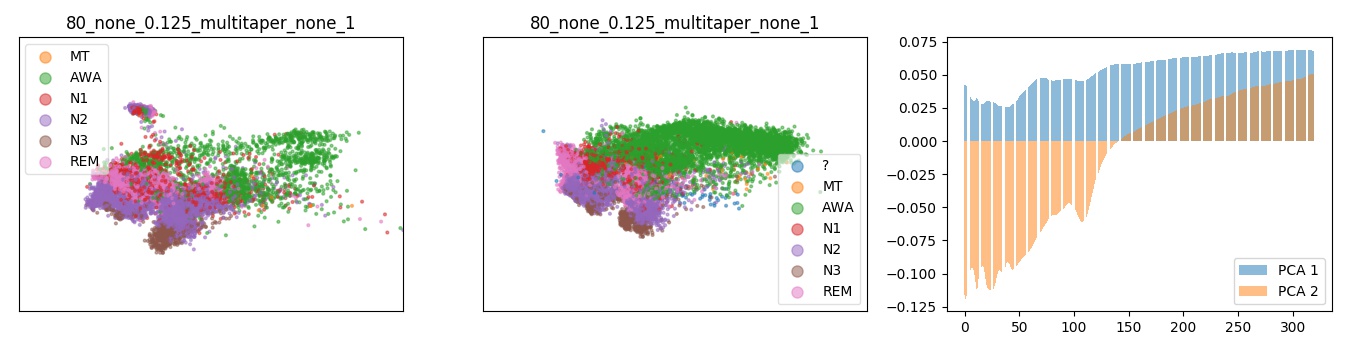 80_none_0.125_multitaper_none_1
MT
AWA
N1
N2
N3
REM
80_none_0.125_multitaper_none_1
?
MT
AWA
N1
N2
N3
REM
0.075
0.050
0.025
0.000
−0.025
−0.050
−0.075
−0.100
−0.125
0 50 100 150 200 250 300
PCA 1
PCA 2